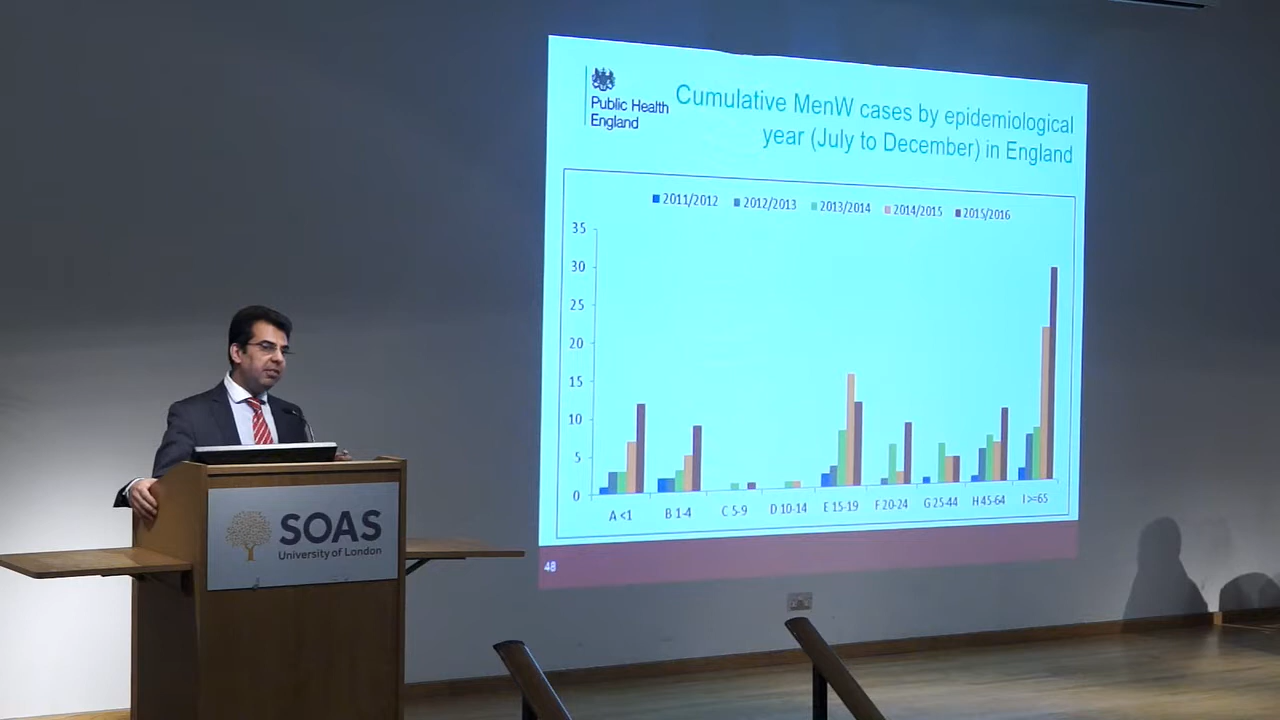 Public Health
England
Cumulative MenW cases by epidemiological
year (July to December) in England
2011/2012 2012/2013 2013/2014 2014/2015 2015/2016
35
30
25
20
15
10
5
0
A <1 B 1-4 C 5-9 D 10-14 E 15-19 F 20-24 G 25-44 H 45-64 I >=65
48
SOAS
University of London